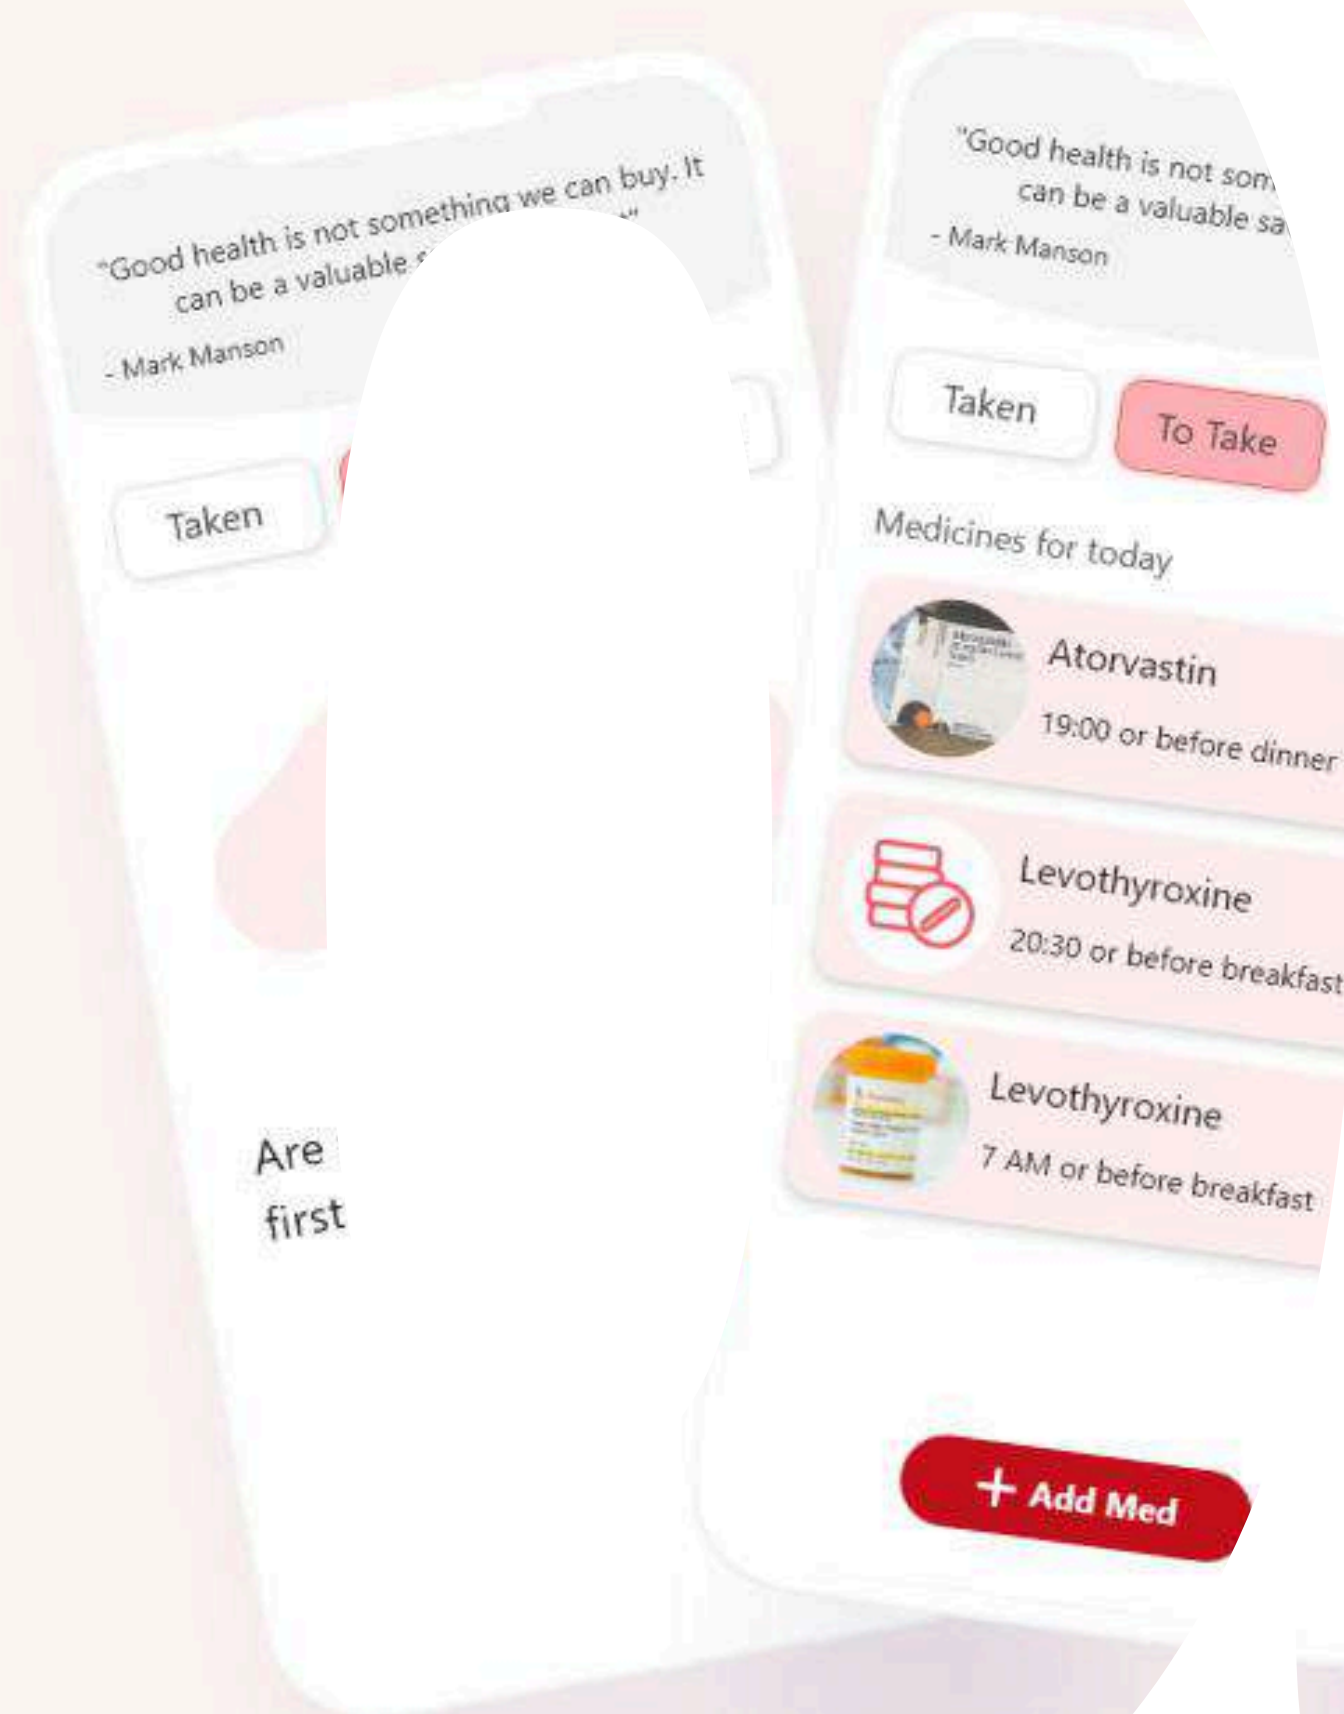 "Good health is not something we can buy. It
can be a valuable
- Mark Manson
Taken
Are
first
"Good health is not
can be a valuable
- Mark Manson
Taken
To Take
Medicines for today
Atorvastin
19:00 or before dinner
Levothyroxine
20:30 or before breakfast
Levothyroxine
7 AM or before breakfast
+ Add Med